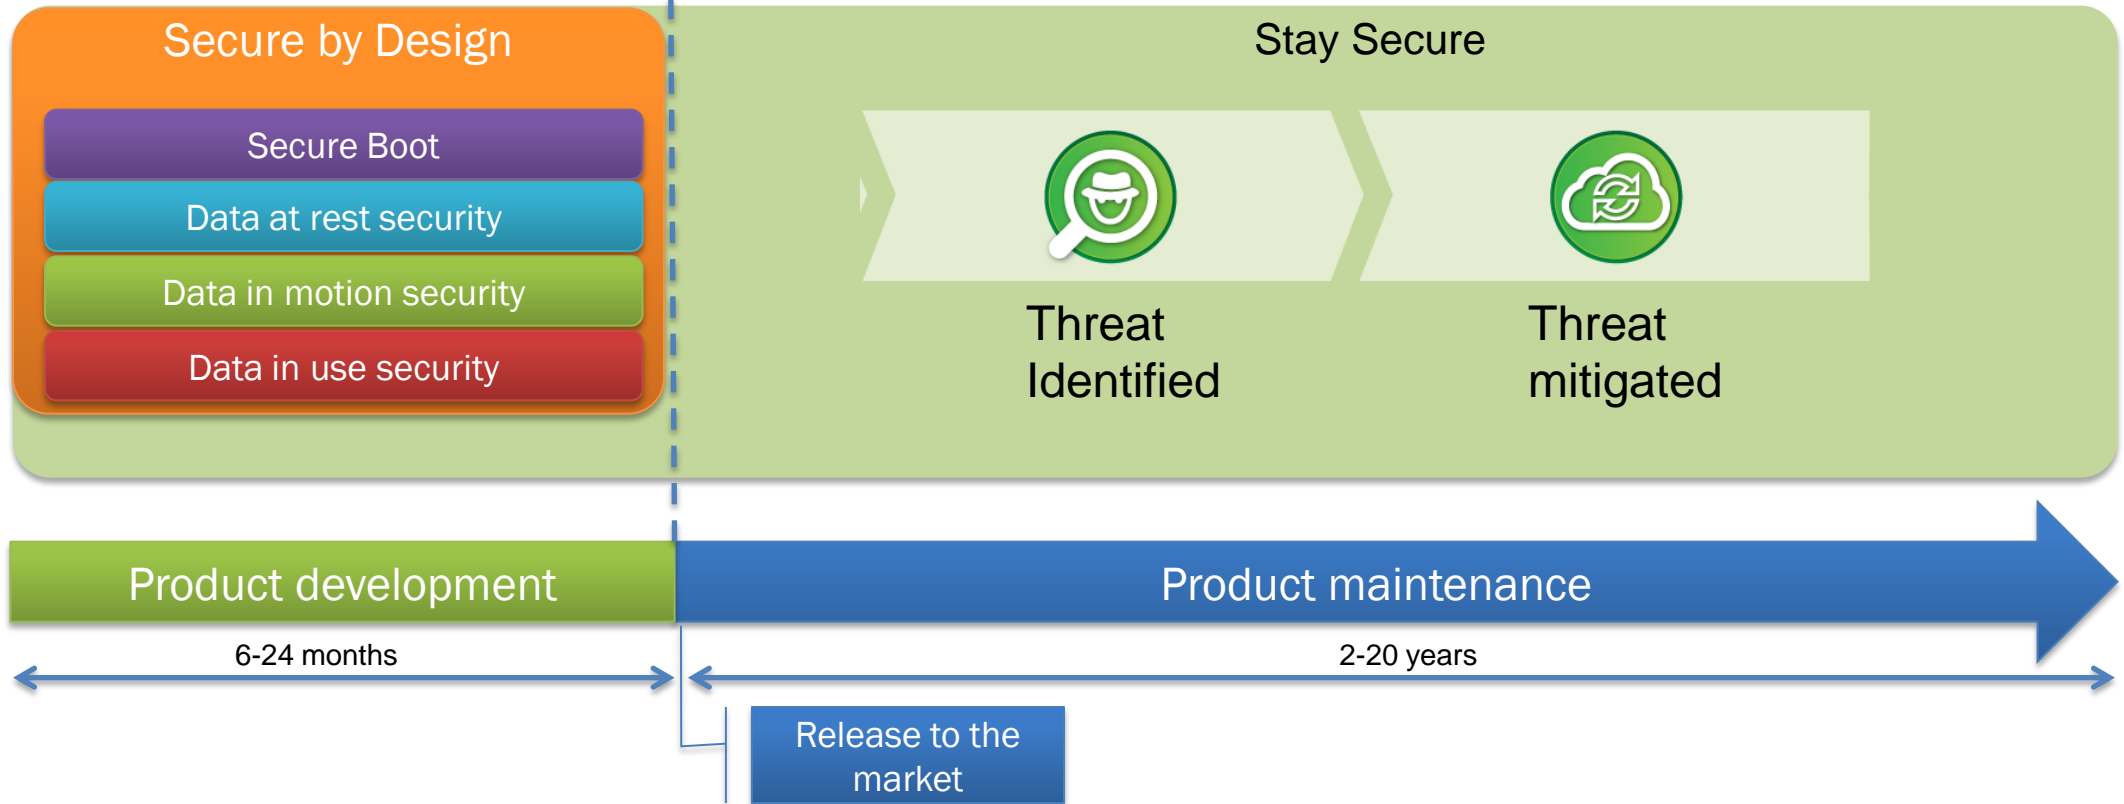 Secure by Design
Stay Secure
Secure Boot
Data at rest security
Data in motion security
Data in use security
Threat
Identified
Threat
mitigated
Product development
Product maintenance
6-24 months
2-20 years
Release to the
market